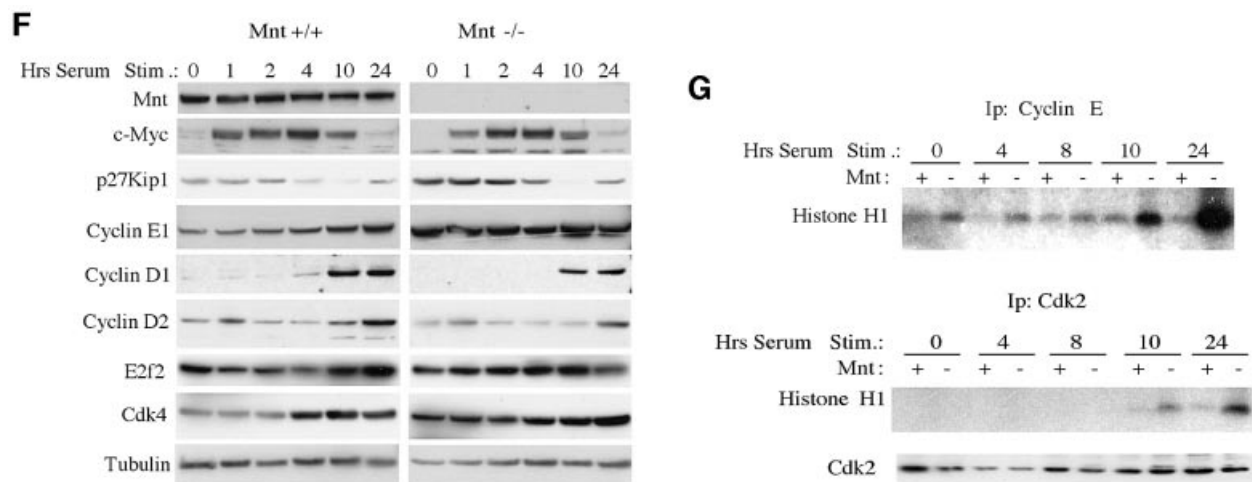 F
Mnt +/+ Mnt -/-
Hrs Serum Stim.: 0 1 2 4 10 24 0 1 2 4 10 24
Mnt
c-Myc
p27Kip1
Cyclin E1
Cyclin D1
Cyclin D2
E2f2
Cdk4
Tubulin
G
Ip: Cyclin E
Hrs Serum Stim.: 0 4 8 10 24
Mnt: + - + - + - + - + -
Histone H1
Ip: Cdk2
Hrs Serum Stim.: 0 4 8 10 24
Mnt: + - + - + - + - + -
Histone H1
Cdk2